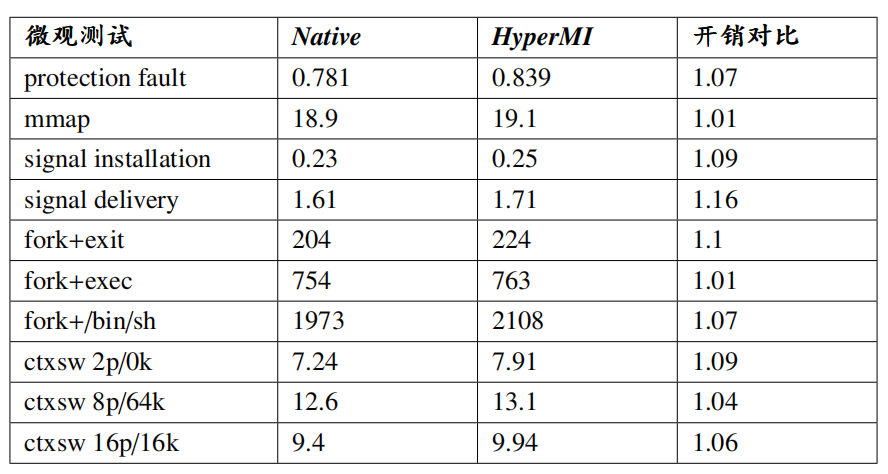 微观测试 Native HyperMI 开销对比
protection fault 0.781 0.839 1.07
mmap 18.9 19.1 1.01
signal installation 0.23 0.25 1.09
signal delivery 1.61 1.71 1.16
fork+exit 204 224 1.1
fork+exec 754 763 1.01
fork+/bin/sh 1973 2108 1.07
ctxsw 2p/0k 7.24 7.91 1.09
ctxsw 8p/64k 12.6 13.1 1.04
ctxsw 16p/16k 9.4 9.94 1.06